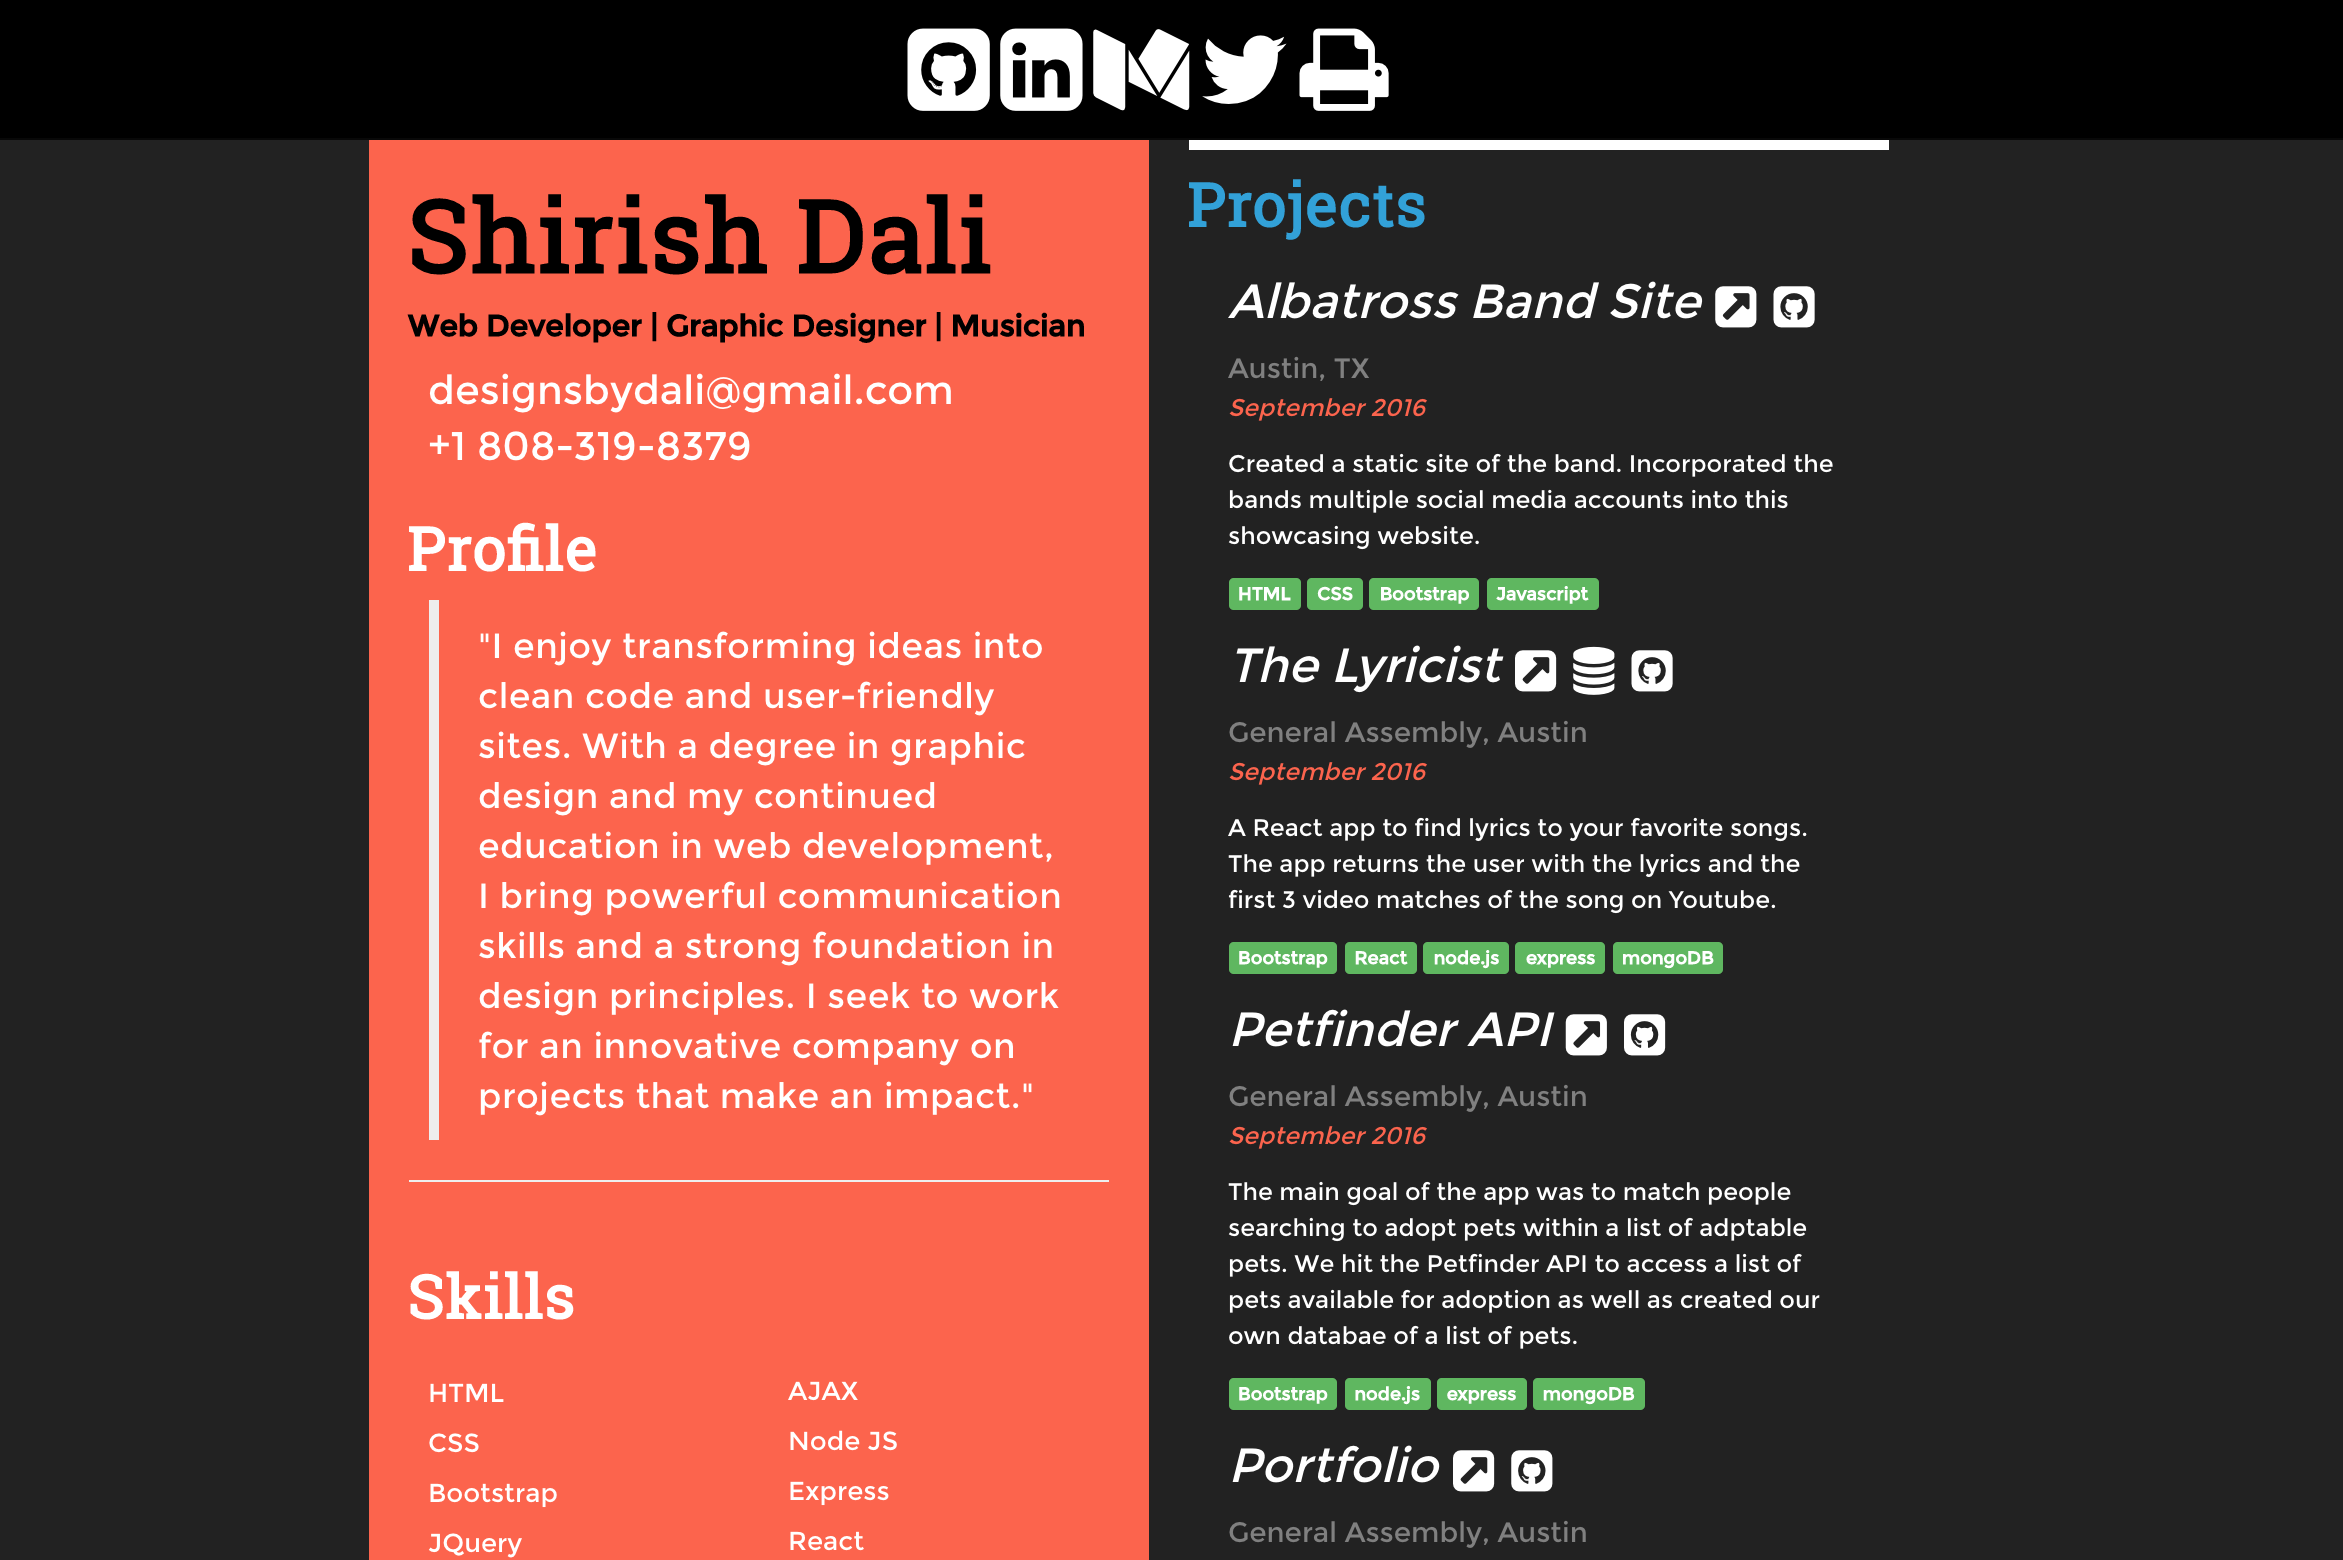 Shirish Dali
Web Developer | Graphic Designer | Musician
designsbydali@gmail.com
+1 808-319-8379
Profile
"I enjoy transforming ideas into
clean code and user-friendly
sites. With a degree in graphic
design and my continued
education in web development,
I bring powerful communication
skills and a strong foundation in
design principles. I seek to work
for an innovative company on
projects that make an impact."
Skills
HTML
CSS
Bootstrap
JQuery
AJAX
Node JS
Express
React
Projects
Albatross Band Site
Austin, TX
September 2016
Created a static site of the band. Incorporated the
bands multiple social media accounts into this
showcasing website.
HTML CSS Bootstrap Javascript
The Lyricist
General Assembly, Austin
September 2016
A React app to find lyrics to your favorite songs.
The app returns the user with the lyrics and the
first 3 video matches of the song on Youtube.
Bootstrap React node.js express mongoDB
Petfinder API
General Assembly, Austin
September 2016
The main goal of the app was to match people
searching to adopt pets within a list of adptable
pets. We hit the Petfinder API to access a list of
pets available for adoption as well as created our
own databae of a list of pets.
Bootstrap node.js express mongoDB
Portfolio
General Assembly, Austin